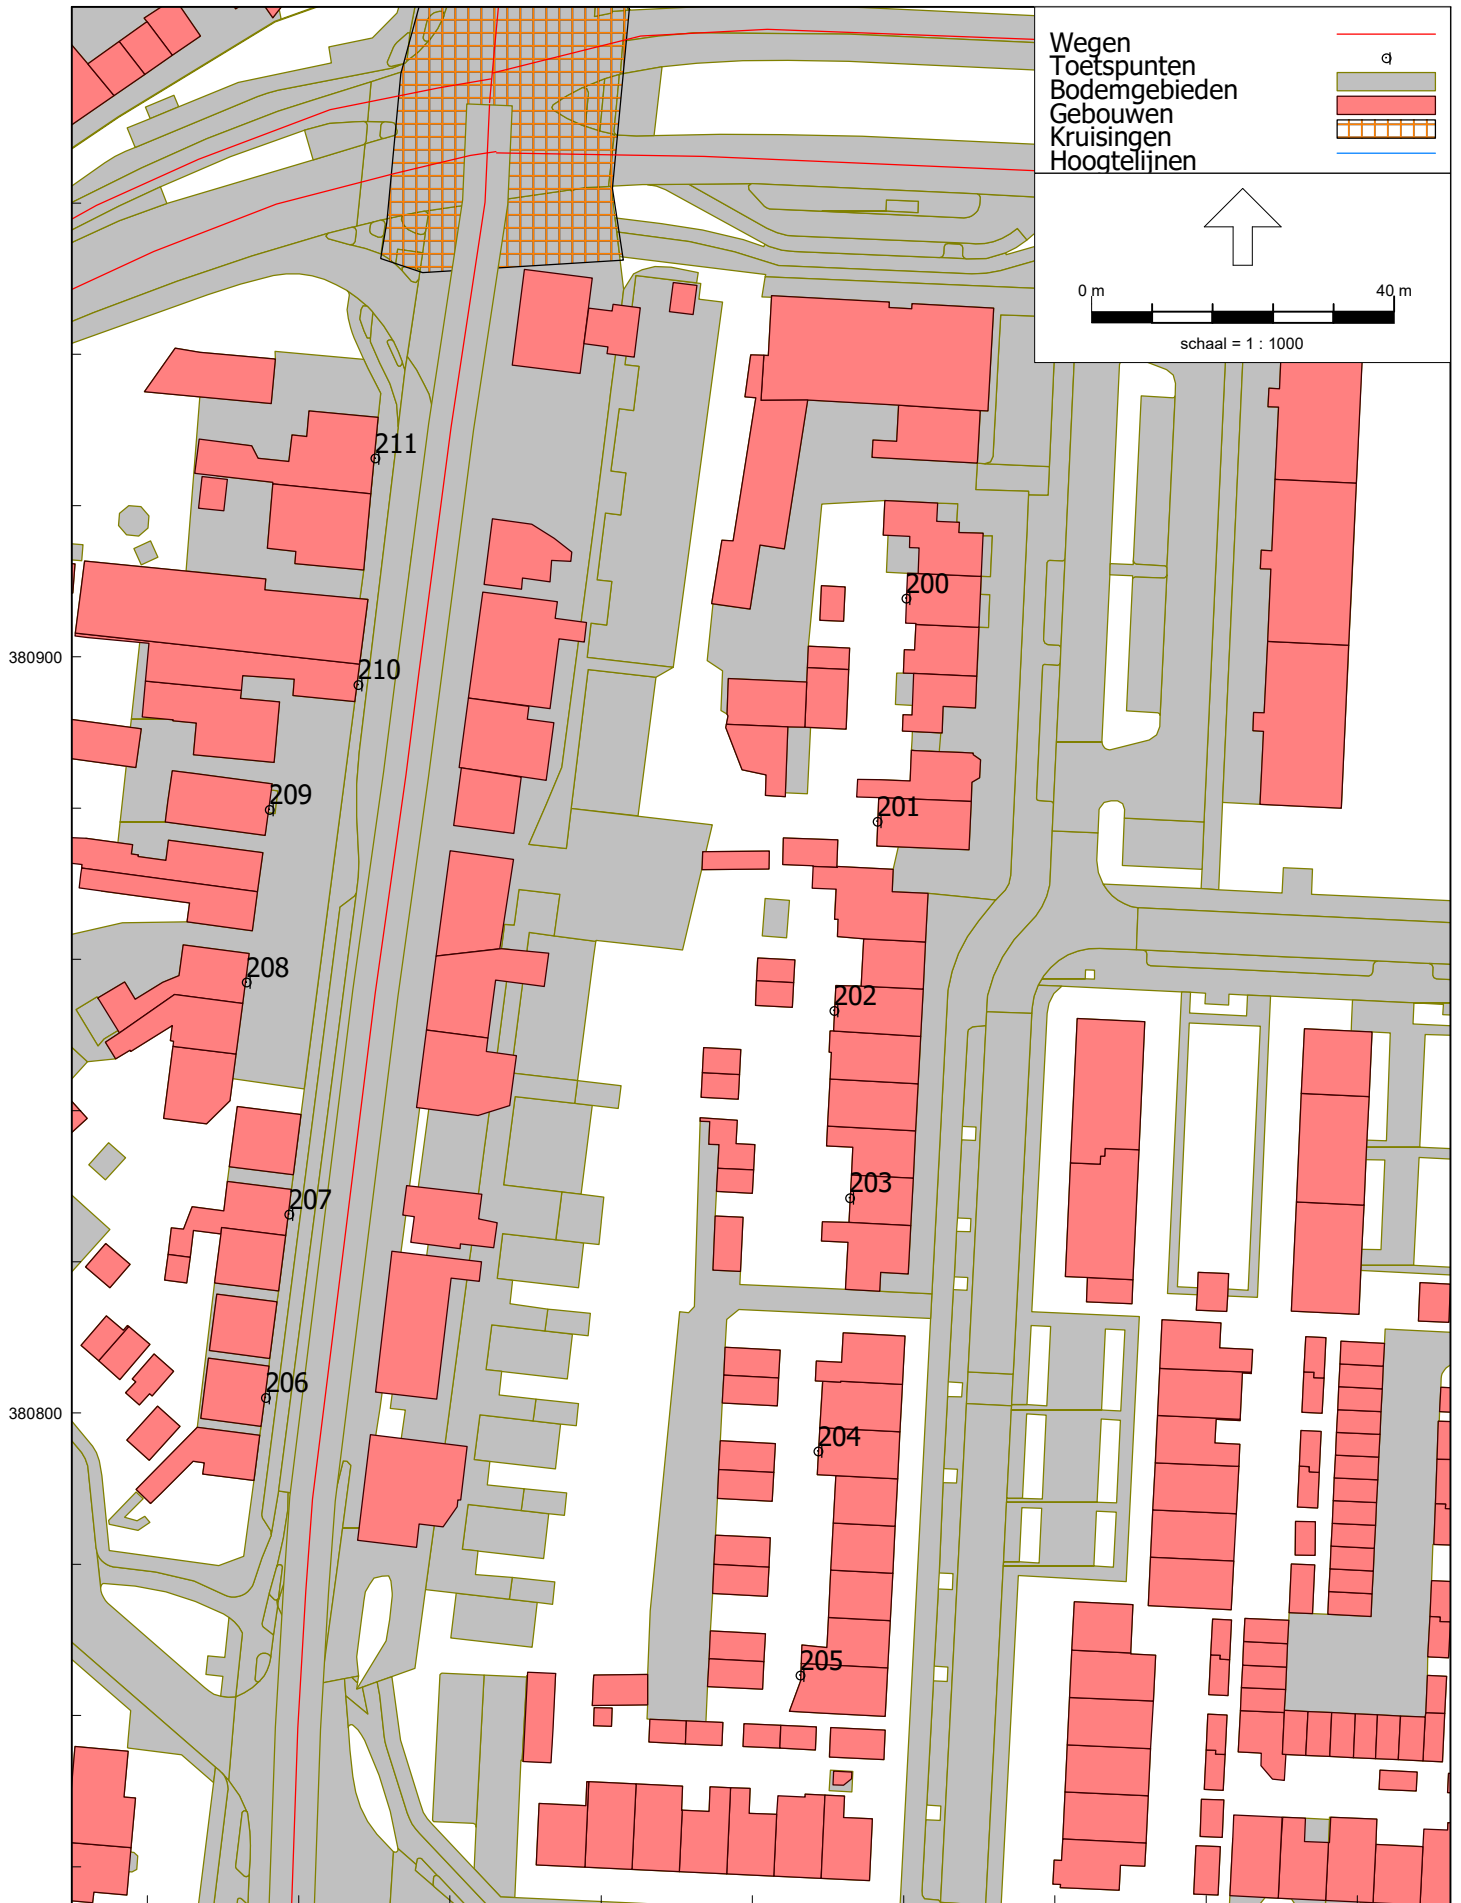 Wegen
Toetspunten
Bodemgebieden
Gebouwen
Kruisingen
Hoogtelijnen
0 m 40 m
schaal = 1 : 1000
211
200
380900
210
209
201
208
202
203
207
206
380800
204
205